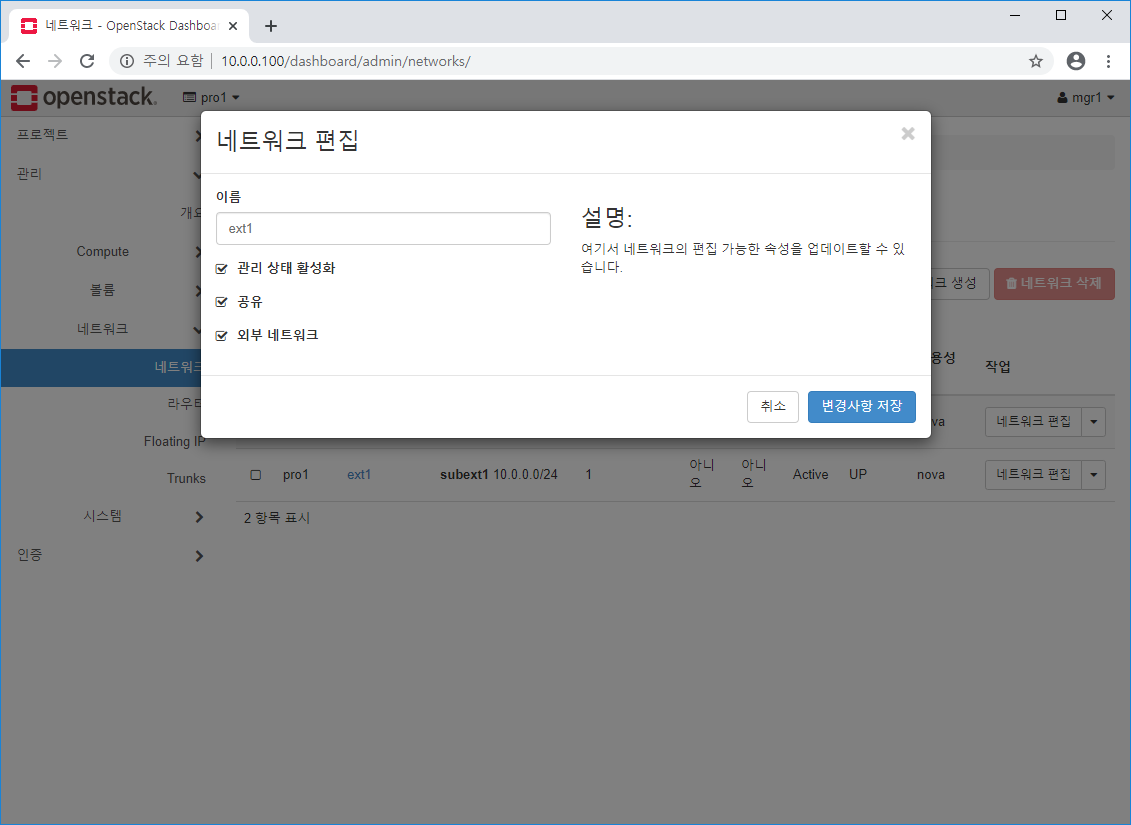 네트워크 - OpenStack Dashboar
주의 요함 10.0.0.100/dashboard/admin/networks/
openstack. pro1 mgr1
프로젝트
관리
개요
Compute
볼륨
네트워크
네트워크
라우터
Floating IP
Trunks
시스템
인증
네트워크 편집
이름
ext1
관리 상태 활성화
공유
외부 네트워크
설명:
여기서 네트워크의 편집 가능한 속성을 업데이트할 수 있
습니다.
취소 변경사항 저장
크 생성 네트워크 삭제
용성 작업
va 네트워크 편집
pro1 ext1 subext1 10.0.0.0/24 1 아니오 아니오 Active UP nova 네트워크 편집
2 항목 표시